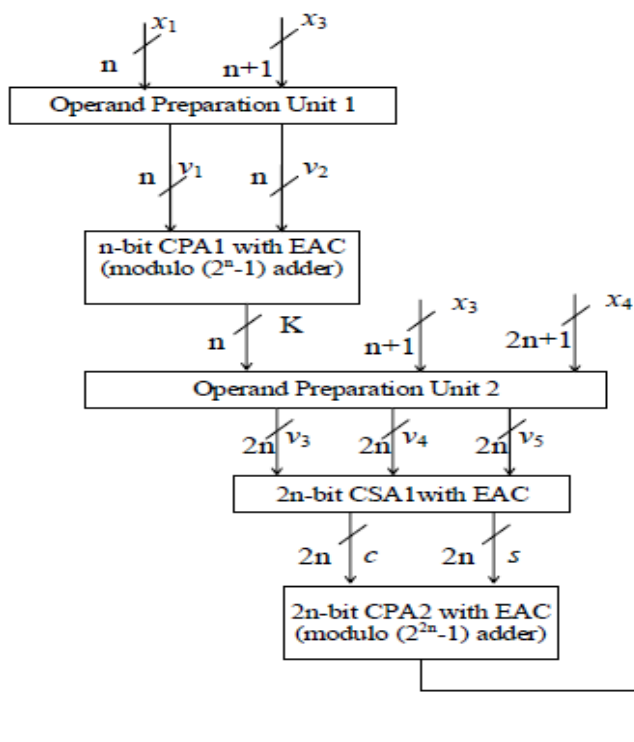 x₁ x₃
n n+1
Operand Preparation Unit 1
n v₁ n v₂
n-bit CPA1 with EAC
(modulo (2ⁿ-1) adder)
n K n+1 x₃ 2n+1 x₄
Operand Preparation Unit 2
2n v₃ 2n v₄ 2n v₅
2n-bit CSA1with EAC
2n c 2n s
2n-bit CPA2 with EAC
(modulo (2²ⁿ-1) adder)